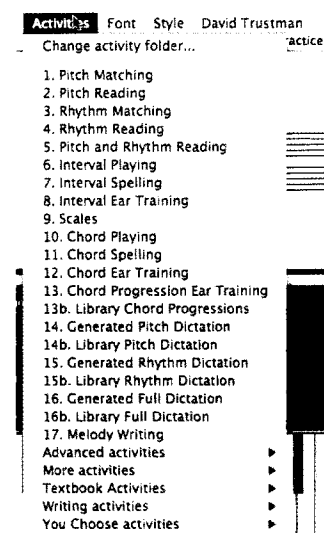 Activities Font Style David Trustman
Change activity folder...
actice
1. Pitch Matching
2. Pitch Reading
3. Rhythm Matching
4. Rhythm Reading
5. Pitch and Rhythm Reading
6. Interval Playing
7. Interval Spelling
8. Interval Ear Training
9. Scales
10. Chord Playing
11. Chord Spelling
12. Chord Ear Training
13. Chord Progression Ear Training
13b. Library Chord Progressions
14. Generated Pitch Dictation
14b. Library Pitch Dictation
15. Generated Rhythm Dictation
15b. Library Rhythm Dictation
16. Generated Full Dictation
16b. Library Full Dictation
17. Melody Writing
Advanced activities
More activities
Textbook Activities
Writing activities
You Choose activities